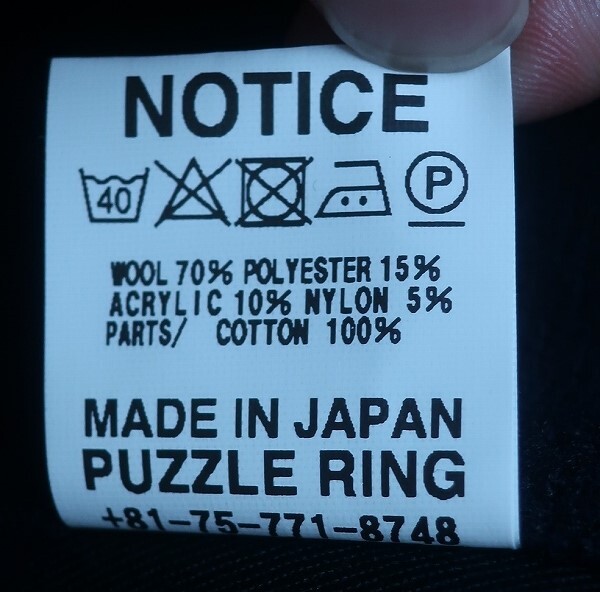 NOTICE
40 P
WOOL 70% POLYESTER 15%
ACRYLIC 10% NYLON 5%
PARTS/ COTTON 100%
MADE IN JAPAN
PUZZLE RING
+81-75-771-8748